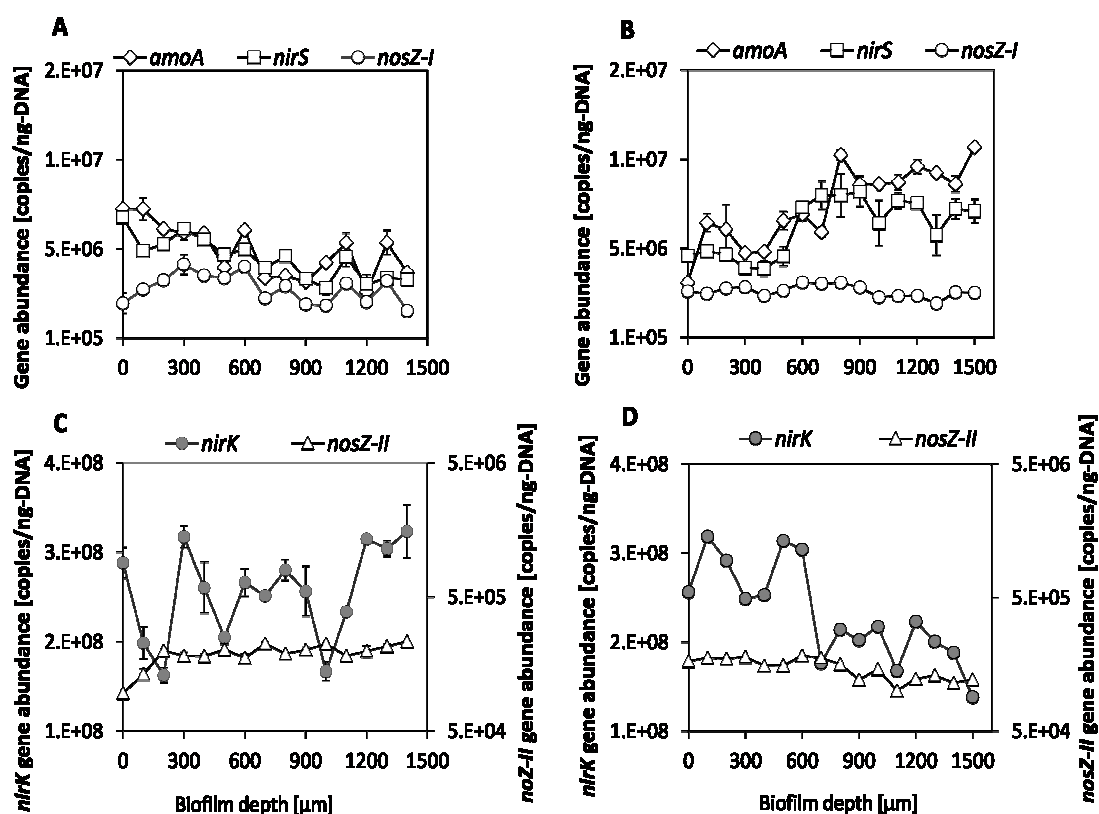 A
amoA nirS nosZ-I
Gene abundance [copies/ng-DNA]
2.E+07
1.E+07
5.E+06
1.E+05
0 300 600 900 1200 1500
B
amoA nirS nosZ-I
Gene abundance [copies/ng-DNA]
2.E+07
1.E+07
5.E+06
1.E+05
0 300 600 900 1200 1500
C
nirK nosZ-II
nirK gene abundance [copies/ng-DNA]
4.E+08
3.E+08
2.E+08
1.E+08
5.E+06
5.E+05
5.E+04
noZ-II gene abundance [copies/ng-DNA]
0 300 600 900 1200 1500
Biofilm depth [µm]
D
nirK nosZ-II
nirK gene abundance [copies/ng-DNA]
4.E+08
3.E+08
2.E+08
1.E+08
5.E+06
5.E+05
5.E+04
nosZ-II gene abundance [copies/ng-DNA]
0 300 600 900 1200 1500
Biofilm depth [µm]